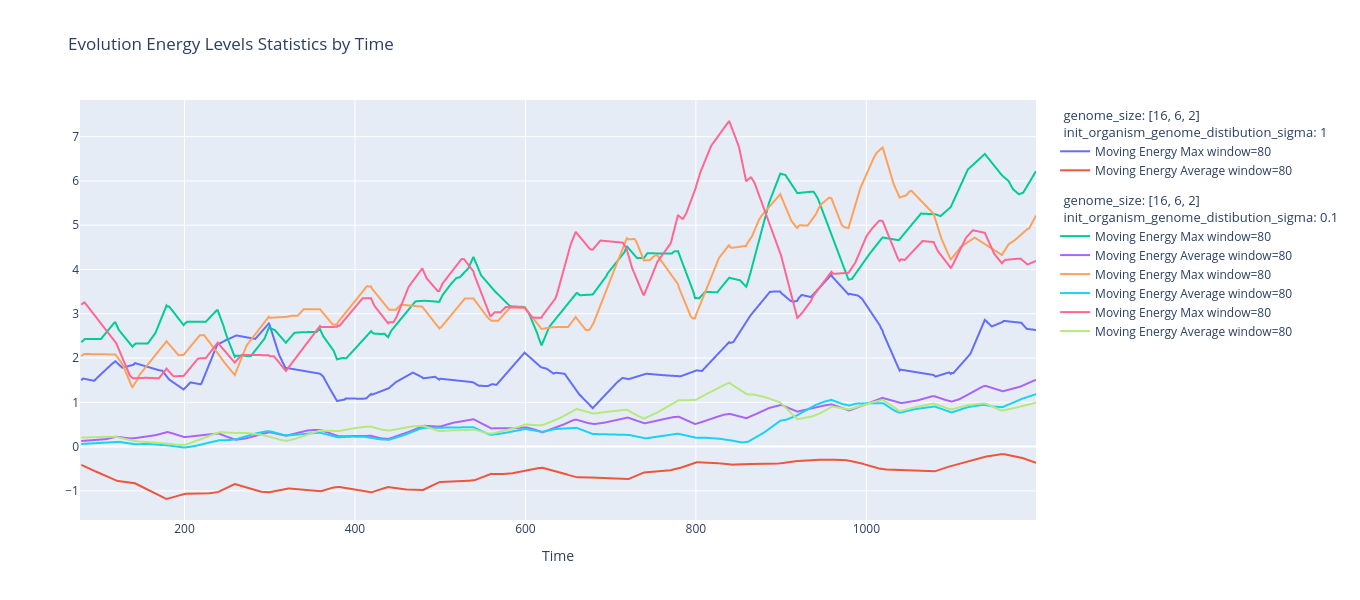 Evolution Energy Levels Statistics by Time
7
6
5
4
3
2
1
0
−1
200
400
600
800
1000
Time
genome_size: [16, 6, 2]
init_organism_genome_distibution_sigma: 1
Moving Energy Max window=80
Moving Energy Average window=80
genome_size: [16, 6, 2]
init_organism_genome_distibution_sigma: 0.1
Moving Energy Max window=80
Moving Energy Average window=80
Moving Energy Max window=80
Moving Energy Average window=80
Moving Energy Max window=80
Moving Energy Average window=80